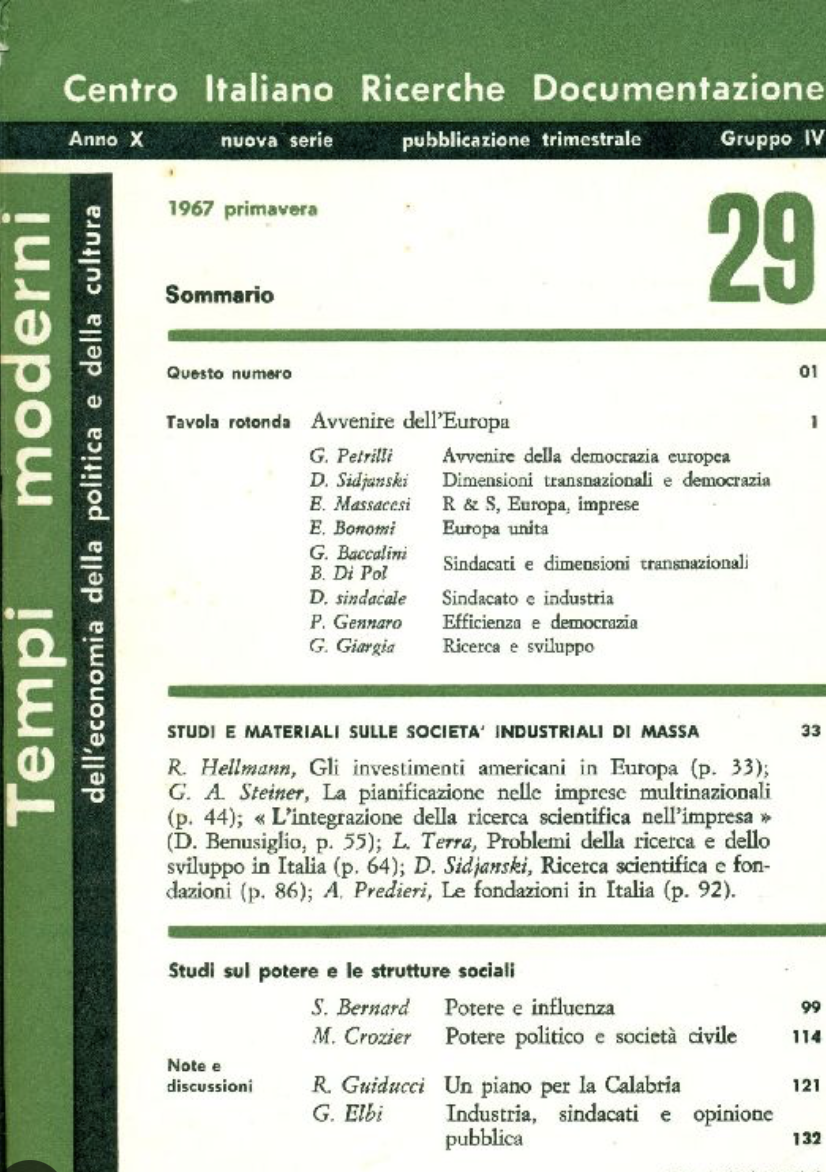 Centro Italiano Ricerche Documentazione
Anno X nuova serie pubblicazione trimestrale Gruppo IV
Tempi moderni
dell'economia della politica e della cultura
1967 primavera
29
Sommario
Questo numero 01
Tavola rotonda Avvenire dell'Europa 1
G. Petrilli Avvenire della democrazia europea
D. Sidjanski Dimensioni transnazionali e democrazia
E. Massacesi R & S, Europa, imprese
E. Bonomi Europa unita
G. Baccalini
B. Di Pol Sindacati e dimensioni transnazionali
D. sindacale Sindacato e industria
P. Gennaro Efficienza e democrazia
G. Giargia Ricerca e sviluppo
STUDI E MATERIALI SULLE SOCIETA' INDUSTRIALI DI MASSA 33
R. Hellmann, Gli investimenti americani in Europa (p. 33);
G. A. Steiner, La pianificazione nelle imprese multinazionali
(p. 44); « L'integrazione della ricerca scientifica nell'impresa »
(D. Benusiglio, p. 55); L. Terra, Problemi della ricerca e dello
sviluppo in Italia (p. 64); D. Sidjanski, Ricerca scientifica e fon-
dazioni (p. 86); A. Predieri, Le fondazioni in Italia (p. 92).
Studi sul potere e le strutture sociali
S. Bernard Potere e influenza 99
M. Crozier Potere politico e società civile 114
Note e
discussioni R. Guiducci Un piano per la Calabria 121
G. Elbi Industria, sindacati e opinione
pubblica 132